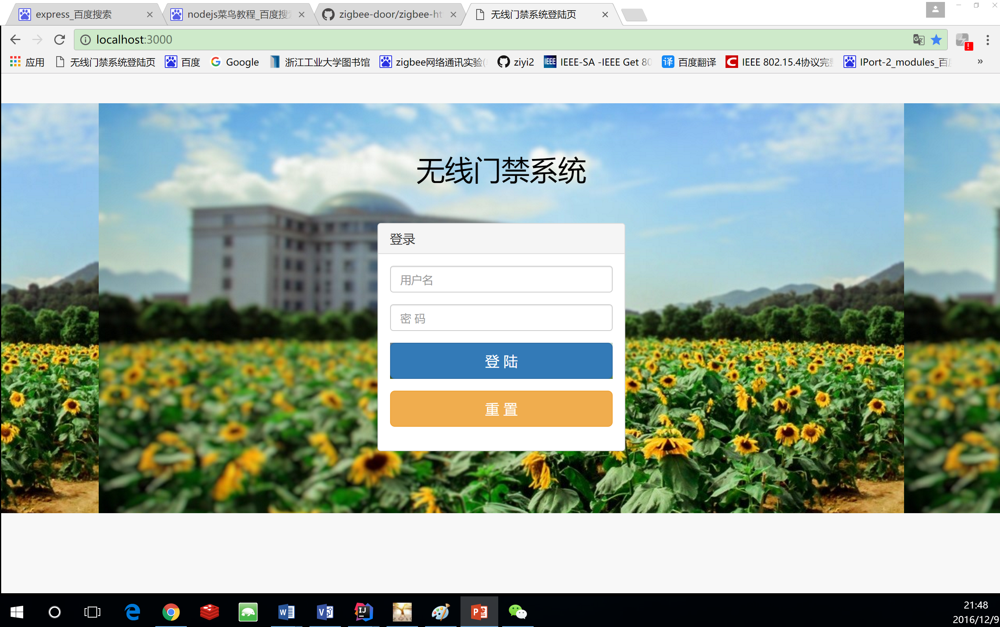 express_百度搜索
nodejs菜鸟教程_百度搜索
zigbee-door/zigbee-ht
无线门禁系统登陆页
localhost:3000
应用
无线门禁系统登陆页
百度
Google
浙江工业大学图书馆
zigbee网络通讯实验(
ziyi2
IEEE
IEEE-SA -IEEE Get 80
译
百度翻译
C
IEEE 802.15.4协议完整
IPort-2_modules_百度
»
无线门禁系统
登录
用户名
密 码
登 陆
重 置
21:48
2016/12/9